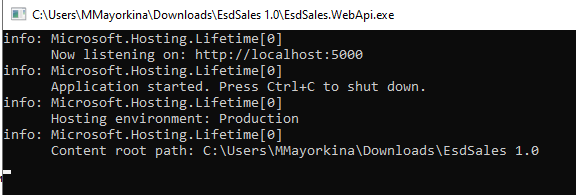 C:\Users\MMayorkina\Downloads\EsdSales 1.0\EsdSales.WebApi.exe
info: Microsoft.Hosting.Lifetime[0]
      Now listening on: http://localhost:5000
info: Microsoft.Hosting.Lifetime[0]
      Application started. Press Ctrl+C to shut down.
info: Microsoft.Hosting.Lifetime[0]
      Hosting environment: Production
info: Microsoft.Hosting.Lifetime[0]
      Content root path: C:\Users\MMayorkina\Downloads\EsdSales 1.0